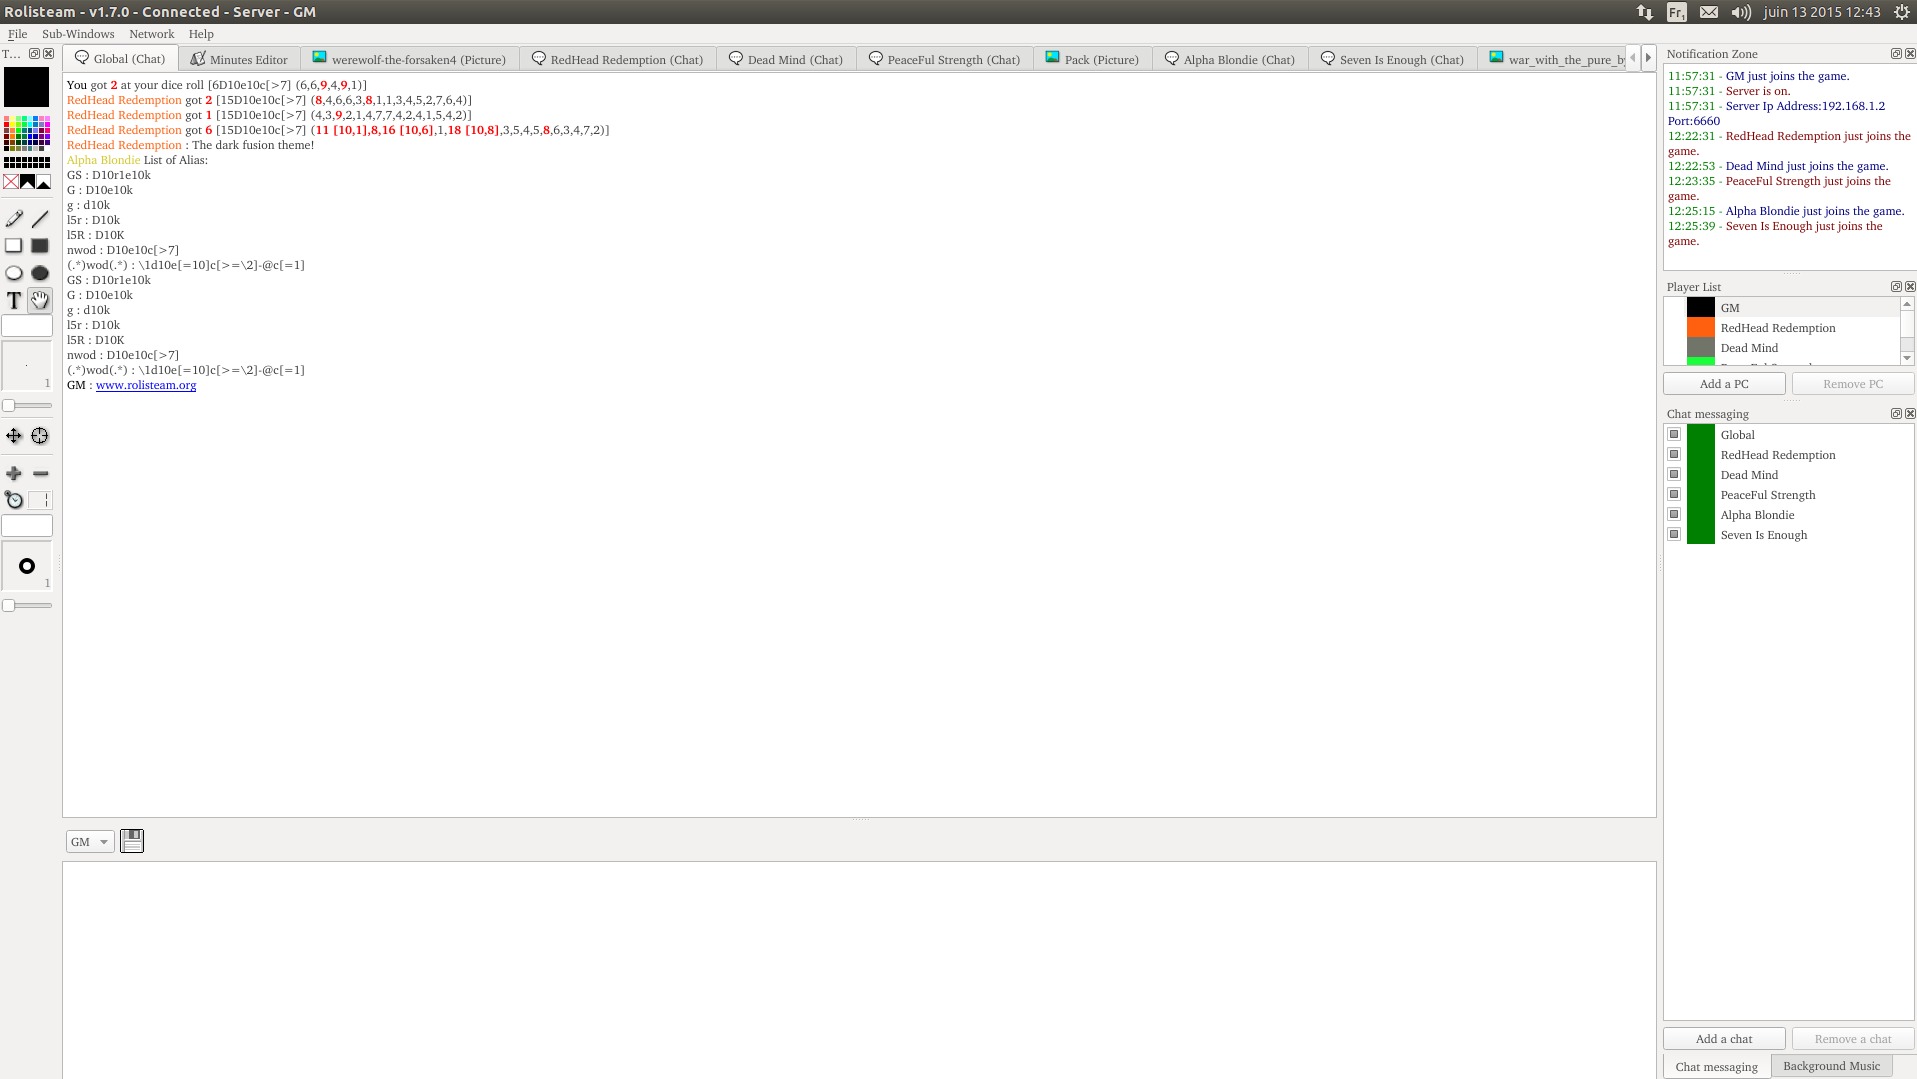 Rolisteam - v1.7.0 - Connected - Server - GM
Fr1
juin 13 2015 12:43
File Sub-Windows Network Help
T...
Global (Chat)
Minutes Editor
werewolf-the-forsaken4 (Picture)
RedHead Redemption (Chat)
Dead Mind (Chat)
PeaceFul Strength (Chat)
Pack (Picture)
Alpha Blondie (Chat)
Seven Is Enough (Chat)
war_with_the_pure_by
You got 2 at your dice roll [6D10e10c[>7] (6,6,9,4,9,1)]
RedHead Redemption got 2 [15D10e10c[>7] (8,4,6,6,3,8,1,1,3,4,5,2,7,6,4)]
RedHead Redemption got 1 [15D10e10c[>7] (4,3,9,2,1,4,7,7,4,2,4,1,5,4,2)]
RedHead Redemption got 6 [15D10e10c[>7] (11 [10,1],8,16 [10,6],1,18 [10,8],3,5,4,5,8,6,3,4,7,2)]
RedHead Redemption : The dark fusion theme!
Alpha Blondie List of Alias:
GS : D10r1e10k
G : D10e10k
g : d10k
l5r : D10k
l5R : D10K
nwod : D10e10c[>7]
(.*)wod(.*) : \1d10e[=10]c[>=\2]-@c[=1]
GS : D10r1e10k
G : D10e10k
g : d10k
l5r : D10k
l5R : D10K
nwod : D10e10c[>7]
(.*)wod(.*) : \1d10e[=10]c[>=\2]-@c[=1]
GM : www.rolisteam.org
1
1
GM
Notification Zone
11:57:31 - GM just joins the game.
11:57:31 - Server is on.
11:57:31 - Server Ip Address:192.168.1.2
Port:6660
12:22:31 - RedHead Redemption just joins the
game.
12:22:53 - Dead Mind just joins the game.
12:23:35 - PeaceFul Strength just joins the
game.
12:25:15 - Alpha Blondie just joins the game.
12:25:39 - Seven Is Enough just joins the
game.
Player List
GM
RedHead Redemption
Dead Mind
Add a PC
Remove PC
Chat messaging
Global
RedHead Redemption
Dead Mind
PeaceFul Strength
Alpha Blondie
Seven Is Enough
Add a chat
Remove a chat
Chat messaging
Background Music